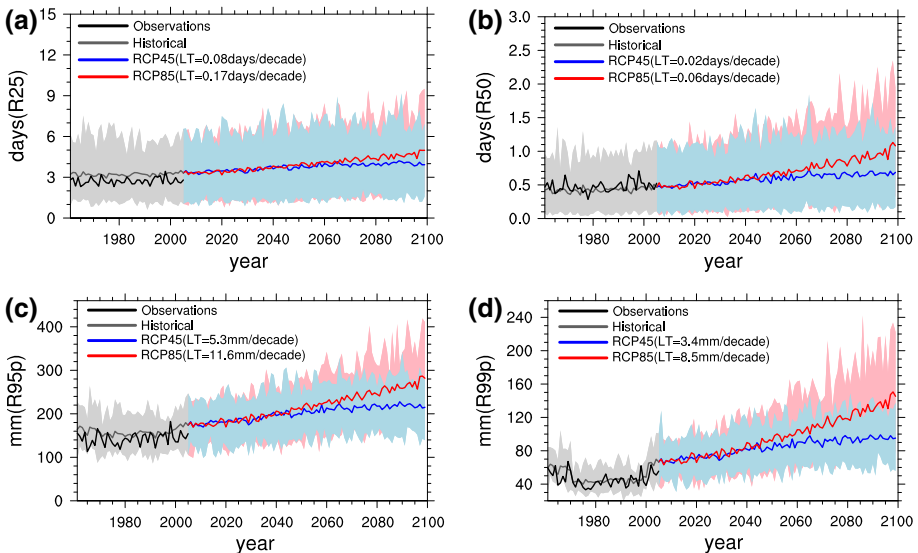 (a)
15
12
9
6
3
0
days(R25)
Observations
Historical
RCP45(LT=0.08days/decade)
RCP85(LT=0.17days/decade)
1980 2000 2020 2040 2060 2080 2100
year
(b)
3.0
2.5
2.0
1.5
1.0
0.5
0.0
days(R50)
Observations
Historical
RCP45(LT=0.02days/decade)
RCP85(LT=0.06days/decade)
1980 2000 2020 2040 2060 2080 2100
year
(c)
400
300
200
100
0
mm(R95p)
Observations
Historical
RCP45(LT=5.3mm/decade)
RCP85(LT=11.6mm/decade)
1980 2000 2020 2040 2060 2080 2100
year
(d)
240
200
160
120
80
40
mm(R99p)
Observations
Historical
RCP45(LT=3.4mm/decade)
RCP85(LT=8.5mm/decade)
1980 2000 2020 2040 2060 2080 2100
year